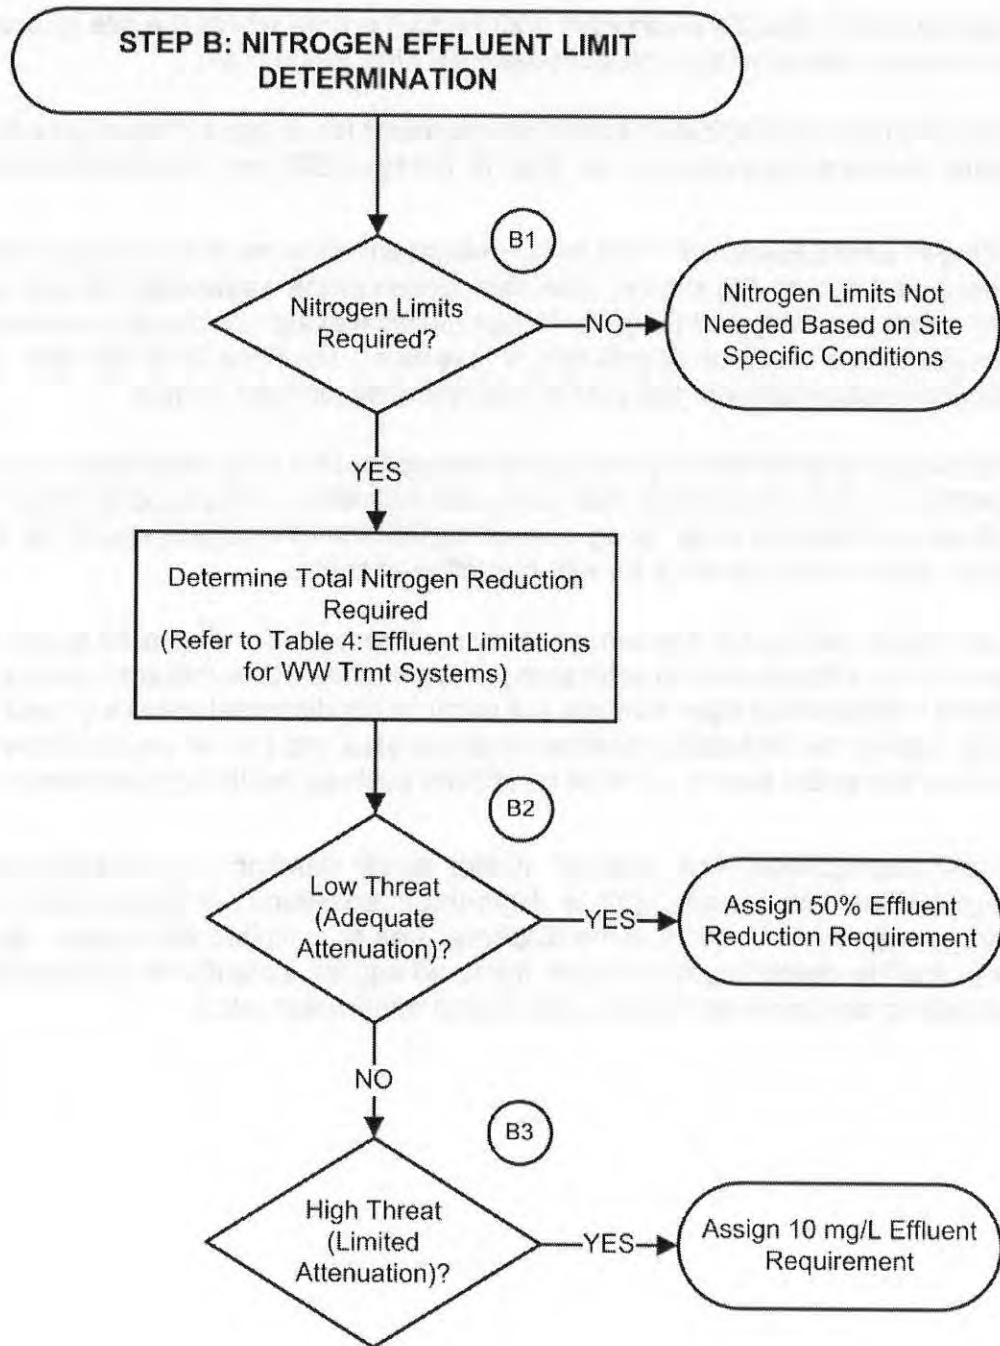 STEP B: NITROGEN EFFLUENT LIMIT
DETERMINATION
B1
Nitrogen Limits
Required?
NO
Nitrogen Limits Not
Needed Based on Site
Specific Conditions
YES
Determine Total Nitrogen Reduction
Required
(Refer to Table 4: Effluent Limitations
for WW Trmt Systems)
B2
Low Threat
(Adequate
Attenuation)?
YES
Assign 50% Effluent
Reduction Requirement
NO
B3
High Threat
(Limited
Attenuation)?
YES
Assign 10 mg/L Effluent
Requirement